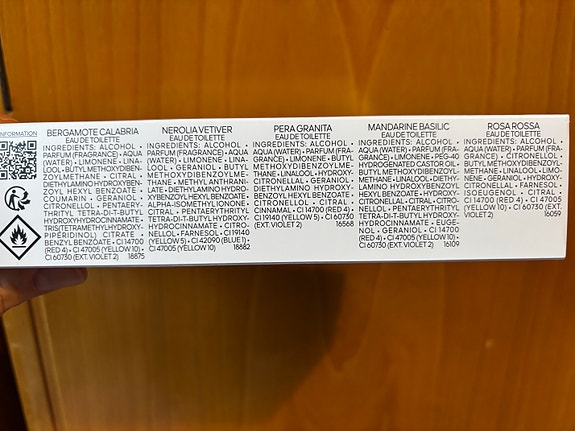 INFORMATION
BERGAMOTE CALABRIA
EAU DE TOILETTE
INGREDIENTS: ALCOHOL •
PARFUM (FRAGRANCE) • AQUA
(WATER) • LIMONENE • LINA-
LOOL • BUTYL METHOXYDIBEN-
ZOYLMETHANE • CITRAL •
DIETHYLAMINO HYDROXYBEN-
ZOYL HEXYL BENZOATE •
COUMARIN • GERANIOL •
CITRONELLOL • PENTAERY-
THRITYL TETRA-DI-T-BUTYL
HYDROXYHYDROCINNAMATE •
TRIS(TETRAMETHYLHYDROXY-
PIPERIDINOL) CITRATE •
BENZYL BENZOATE • CI 14700
(RED 4) • CI 47005 (YELLOW 10) •
CI 60730 (EXT. VIOLET 2) 18875
NEROLIA VETIVER
EAU DE TOILETTE
INGREDIENTS: ALCOHOL •
PARFUM (FRAGRANCE) • AQUA
(WATER) • LIMONENE • LINA-
LOOL • GERANIOL • BUTYL
METHOXYDIBENZOYLME-
THANE • METHYL ANTHRANI-
LATE • DIETHYLAMINO HYDRO-
XYBENZOYL HEXYL BENZOATE •
ALPHA-ISOMETHYL IONONE •
CITRAL • PENTAERYTHRITYL
TETRA-DI-T-BUTYL HYDROXY-
HYDROCINNAMATE • CITRO-
NELLOL • FARNESOL • CI 19140
(YELLOW 5) • CI 42090 (BLUE 1) •
CI 47005 (YELLOW 10) 18882
PERA GRANITA
EAU DE TOILETTE
INGREDIENTS: ALCOHOL •
AQUA (WATER) • PARFUM (FRA-
GRANCE) • LIMONENE • BUTYL
METHOXYDIBENZOYLME-
THANE • LINALOOL • HYDROXY-
CITRONELLAL • GERANIOL •
DIETHYLAMINO HYDROXY-
BENZOYL HEXYL BENZOATE •
CITRONELLOL • CITRAL •
CINNAMAL • CI 14700 (RED 4) •
CI 19140 (YELLOW 5) • CI 60730
(EXT. VIOLET 2) 16568
MANDARINE BASILIC
EAU DE TOILETTE
INGREDIENTS: ALCOHOL •
AQUA (WATER) • PARFUM (FRA-
GRANCE) • LIMONENE • PEG-40
HYDROGENATED CASTOR OIL •
BUTYL METHOXYDIBENZOYL-
METHANE • LINALOOL • DIETHY-
LAMINO HYDROXYBENZOYL
HEXYL BENZOATE • HYDROXY-
CITRONELLAL • CITRAL • CITRO-
NELLOL • PENTAERYTHRITYL
TETRA-DI-T-BUTYL HYDROXY-
HYDROCINNAMATE • EUGE-
NOL • GERANIOL • CI 14700
(RED 4) • CI 47005 (YELLOW 10) •
CI 60730 (EXT. VIOLET 2) 16109
ROSA ROSSA
EAU DE TOILETTE
INGREDIENTS: ALCOHOL •
AQUA (WATER) • PARFUM (FRA-
GRANCE) • CITRONELLOL •
BUTYL METHOXYDIBENZOYL-
METHANE • LINALOOL • LIMO-
NENE • GERANIOL • HYDROXY-
CITRONELLAL • FARNESOL •
ISOEUGENOL • CITRAL •
CI 14700 (RED 4) • CI 47005
(YELLOW 10) • CI 60730 (EXT.
VIOLET 2) 16059